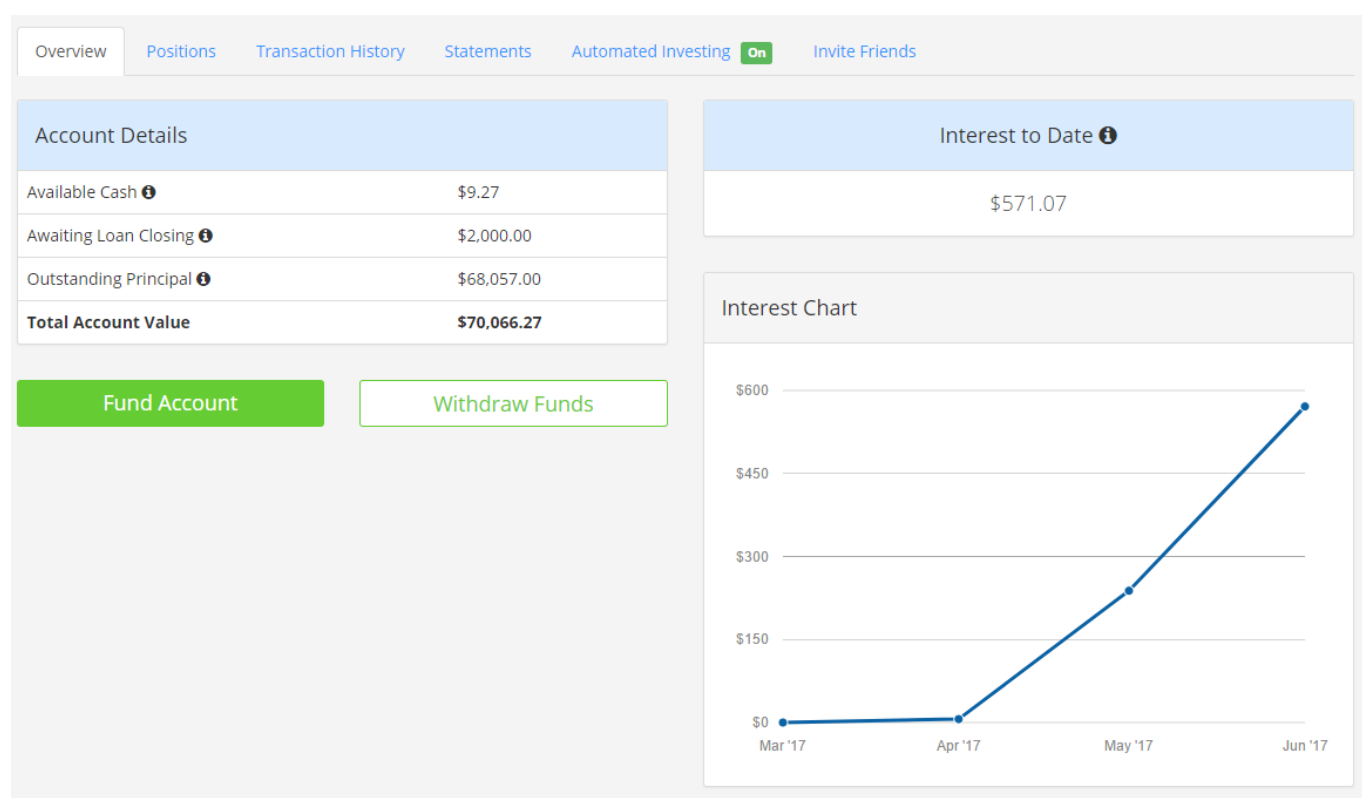 Overview Positions Transaction History Statements Automated Investing On Invite Friends
Account Details
Available Cash $9.27
Awaiting Loan Closing $2,000.00
Outstanding Principal $68,057.00
Total Account Value $70,066.27
Fund Account Withdraw Funds
Interest to Date
$571.07
Interest Chart
$600
$450
$300
$150
$0
Mar '17 Apr '17 May '17 Jun '17